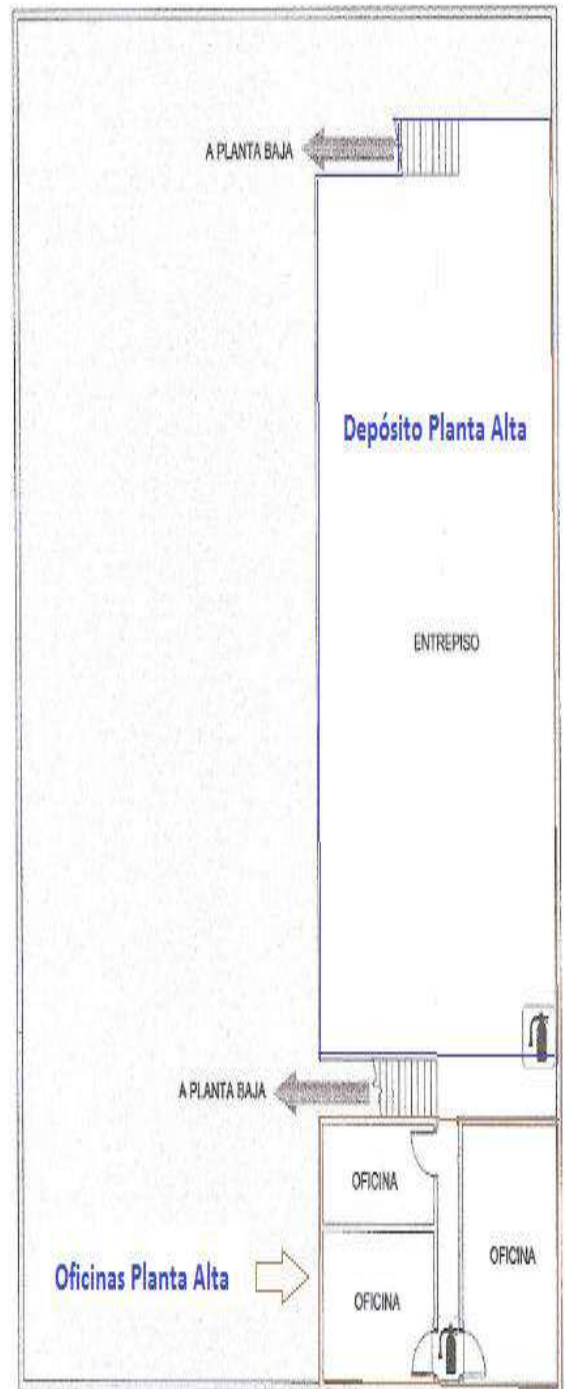 A PLANTA BAJA
Depósito Planta Alta
ENTREPISO
A PLANTA BAJA
OFICINA
OFICINA
Oficinas Planta Alta
OFICINA